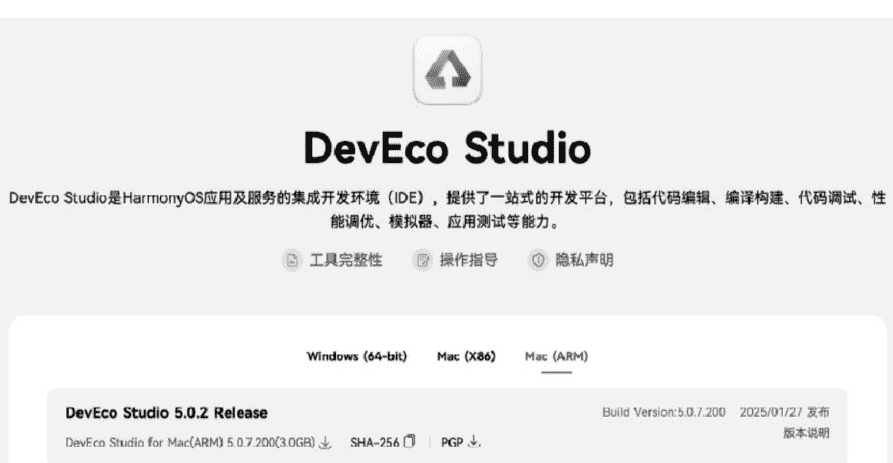 DevEco Studio
DevEco Studio是HarmonyOS应用及服务的集成开发环境（IDE），提供了一站式的开发平台，包括代码编辑、编译构建、代码调试、性
能调优、模拟器、应用测试等能力。
工具完整性 操作指导 隐私声明
Windows (64-bit) Mac (X86) Mac (ARM)
DevEco Studio 5.0.2 Release Build Version:5.0.7.200 2025/01/27 发布
DevEco Studio for Mac(ARM) 5.0.7.200(3.0GB) SHA-256 PGP 版本说明